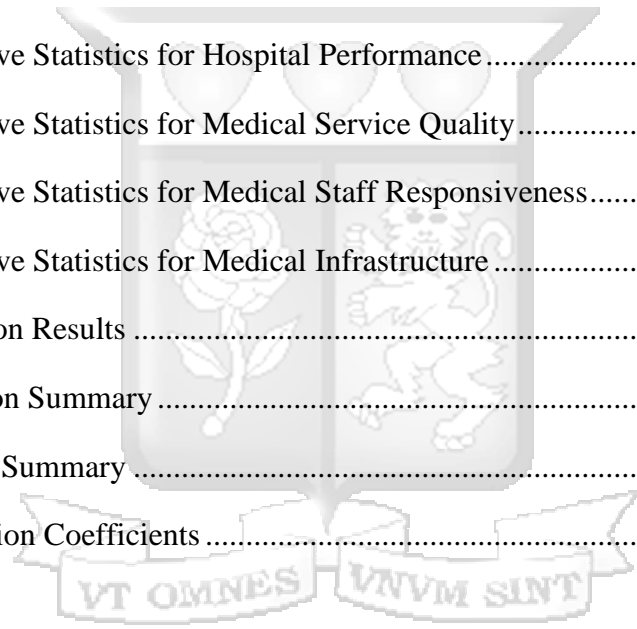 ve Statistics for Hospital Performance..................
ve Statistics for Medical Service Quality..............
ve Statistics for Medical Staff Responsiveness.....
ve Statistics for Medical Infrastructure.................
on Results............................................................
on Summary.........................................................
Summary............................................................
ion Coefficients...................................................
VT OMNES VNVM SINT